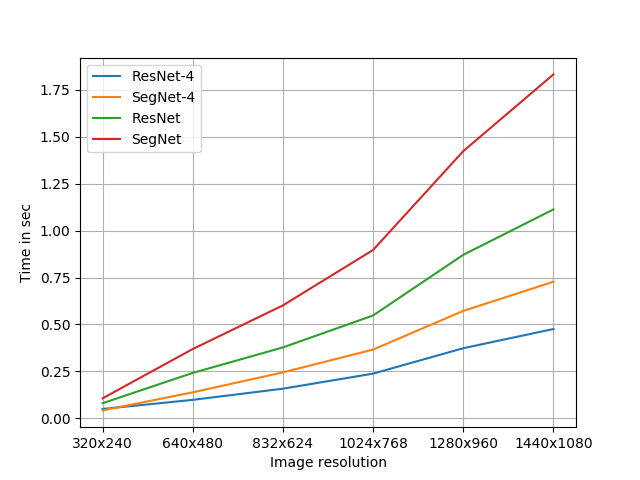 ResNet-4
SegNet-4
ResNet
SegNet
1.75
1.50
1.25
1.00
0.75
0.50
0.25
0.00
Time in sec
320x240 640x480 832x624 1024x768 1280x960 1440x1080
Image resolution